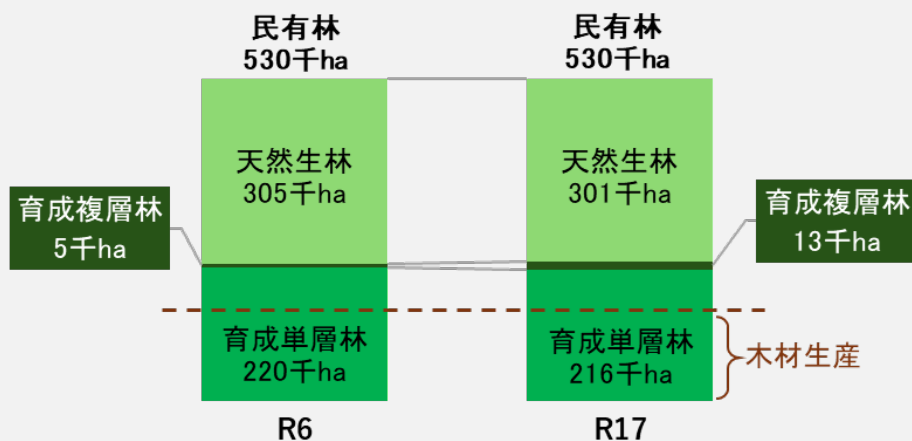 民有林
530千ha
民有林
530千ha
天然生林
305千ha
天然生林
301千ha
育成複層林
5千ha
育成複層林
13千ha
育成単層林
220千ha
育成単層林
216千ha
木材生産
R6
R17